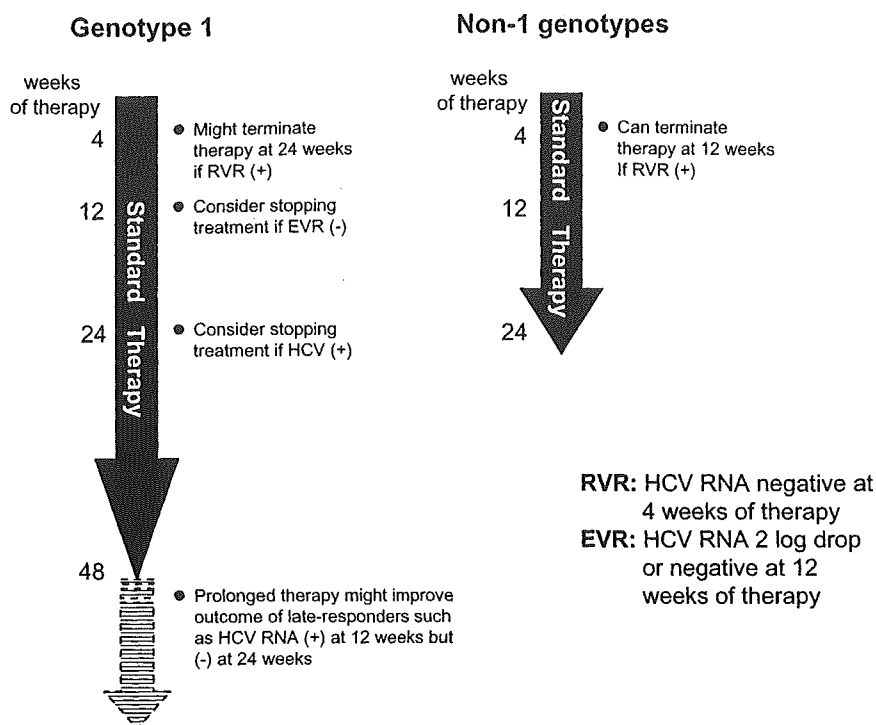 Genotype 1
weeks
of therapy
4
Might terminate
therapy at 24 weeks
if RVR (+)
12
Consider stopping
treatment if EVR (-)
24
Consider stopping
treatment if HCV (+)
Standard Therapy
48
Prolonged therapy might improve
outcome of late-responders such
as HCV RNA (+) at 12 weeks but
(-) at 24 weeks
Non-1 genotypes
weeks
of therapy
4
Can terminate
therapy at 12 weeks
If RVR (+)
12
24
Standard Therapy
RVR: HCV RNA negative at
4 weeks of therapy
EVR: HCV RNA 2 log drop
or negative at 12
weeks of therapy